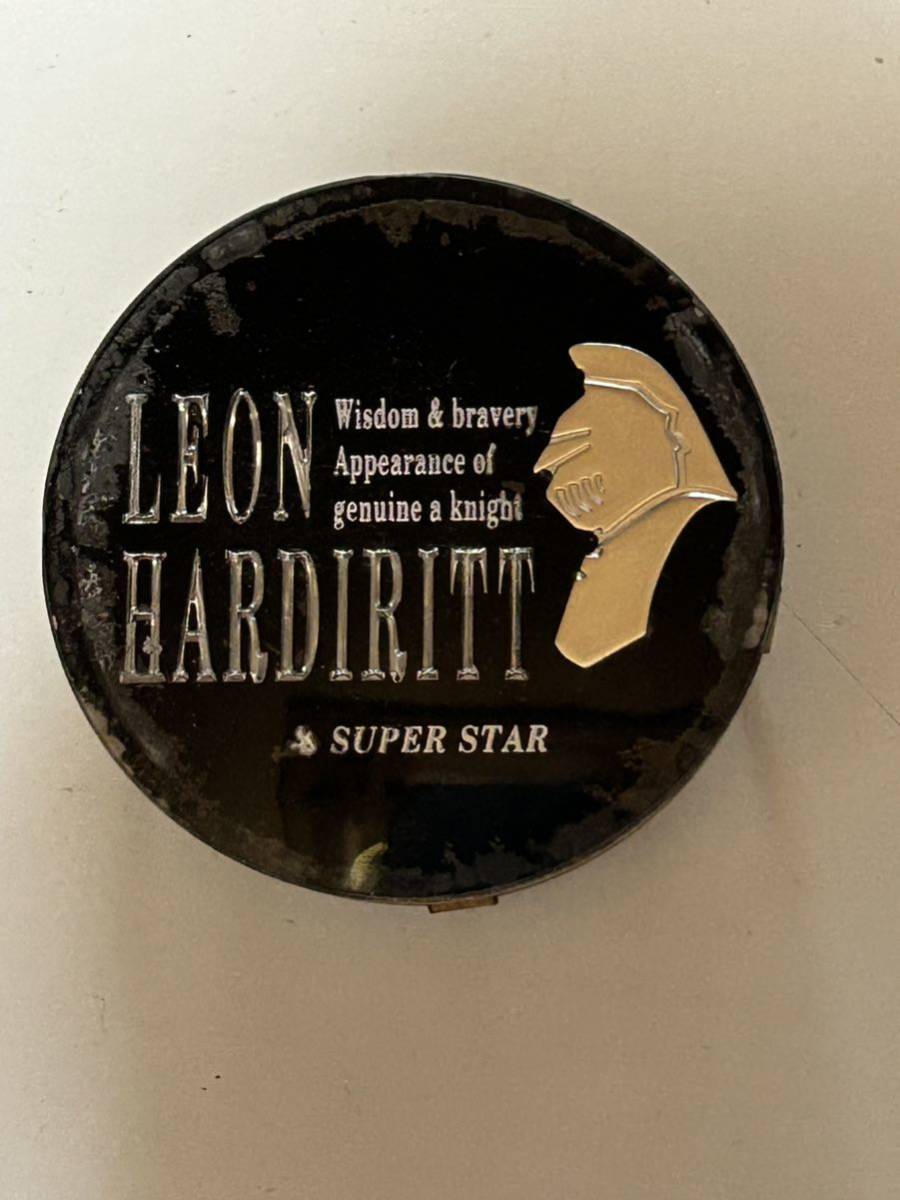 LEON
Wisdom & bravery
Appearance of
genuine a knight
HARDIRITT
SUPER STAR